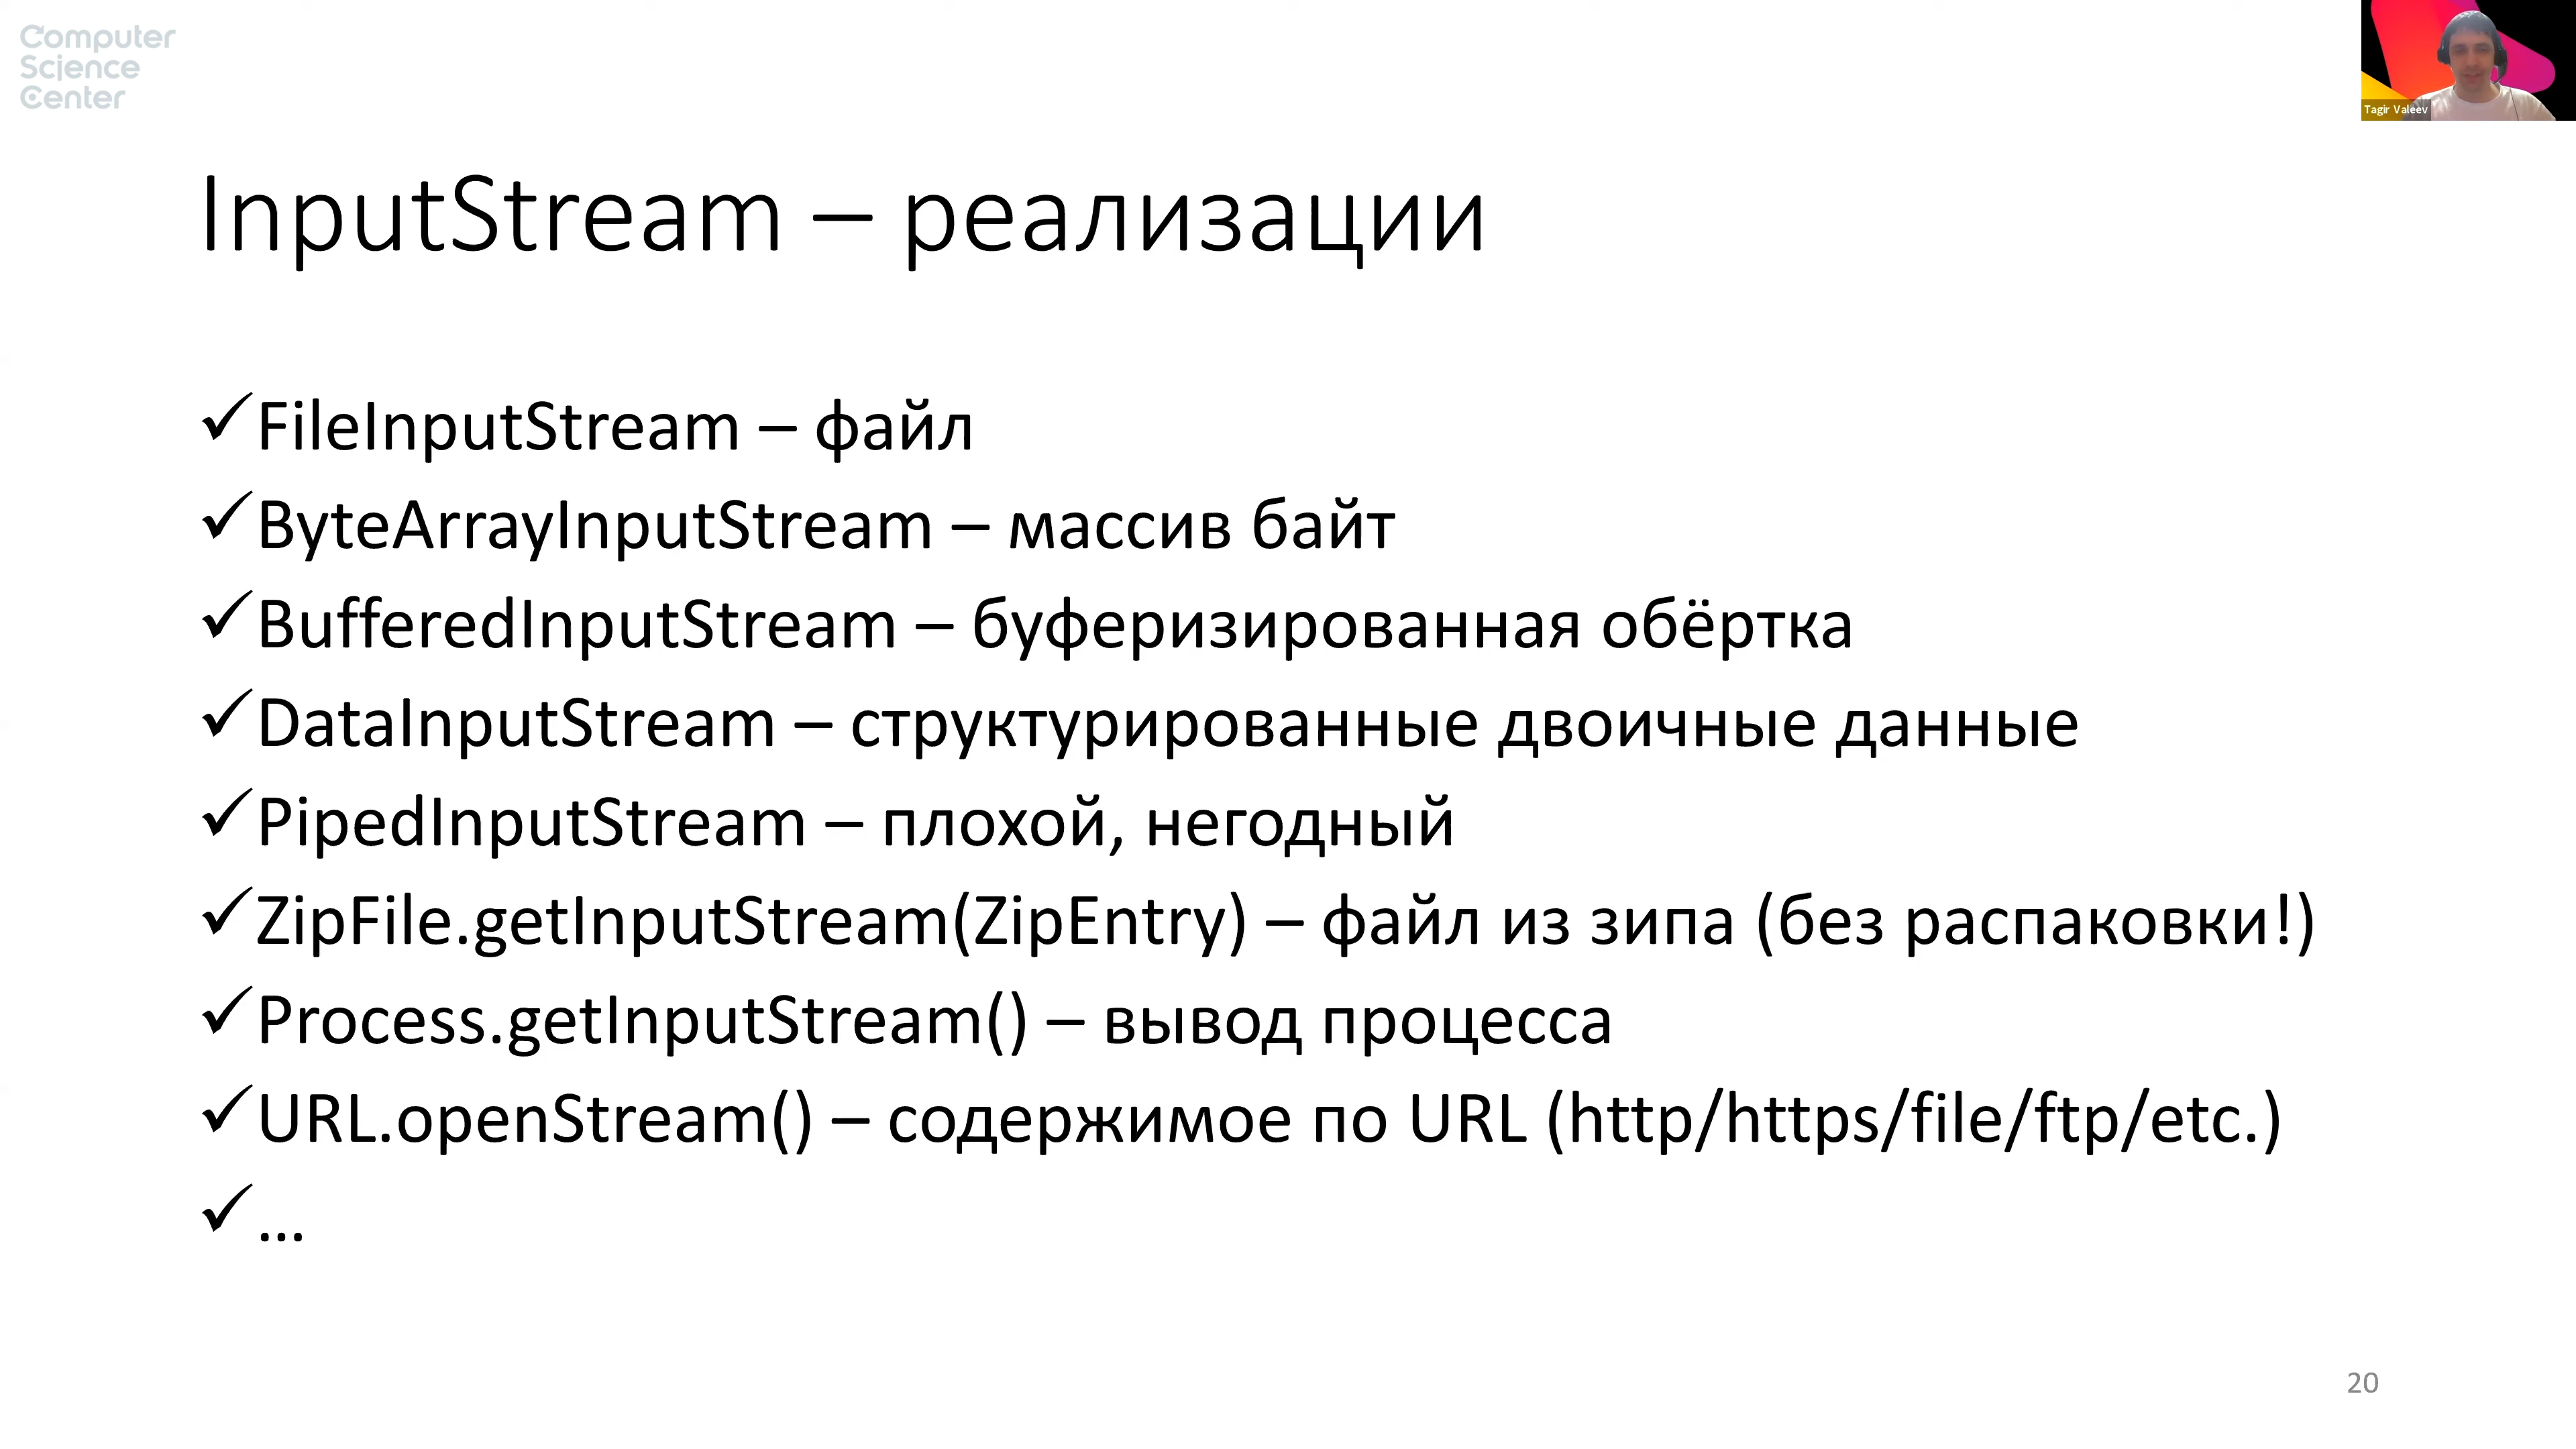 Computer
Science
Center
Tagir Valeev
InputStream – реализации
✓FileInputStream – файл
✓ByteArrayInputStream – массив байт
✓BufferedInputStream – буферизированная обёртка
✓DataInputStream – структурированные двоичные данные
✓PipedInputStream – плохой, негодный
✓ZipFile.getInputStream(ZipEntry) – файл из зипа (без распаковки!)
✓Process.getInputStream() – вывод процесса
✓URL.openStream() – содержимое по URL (http/https/file/ftp/etc.)
✓…
20